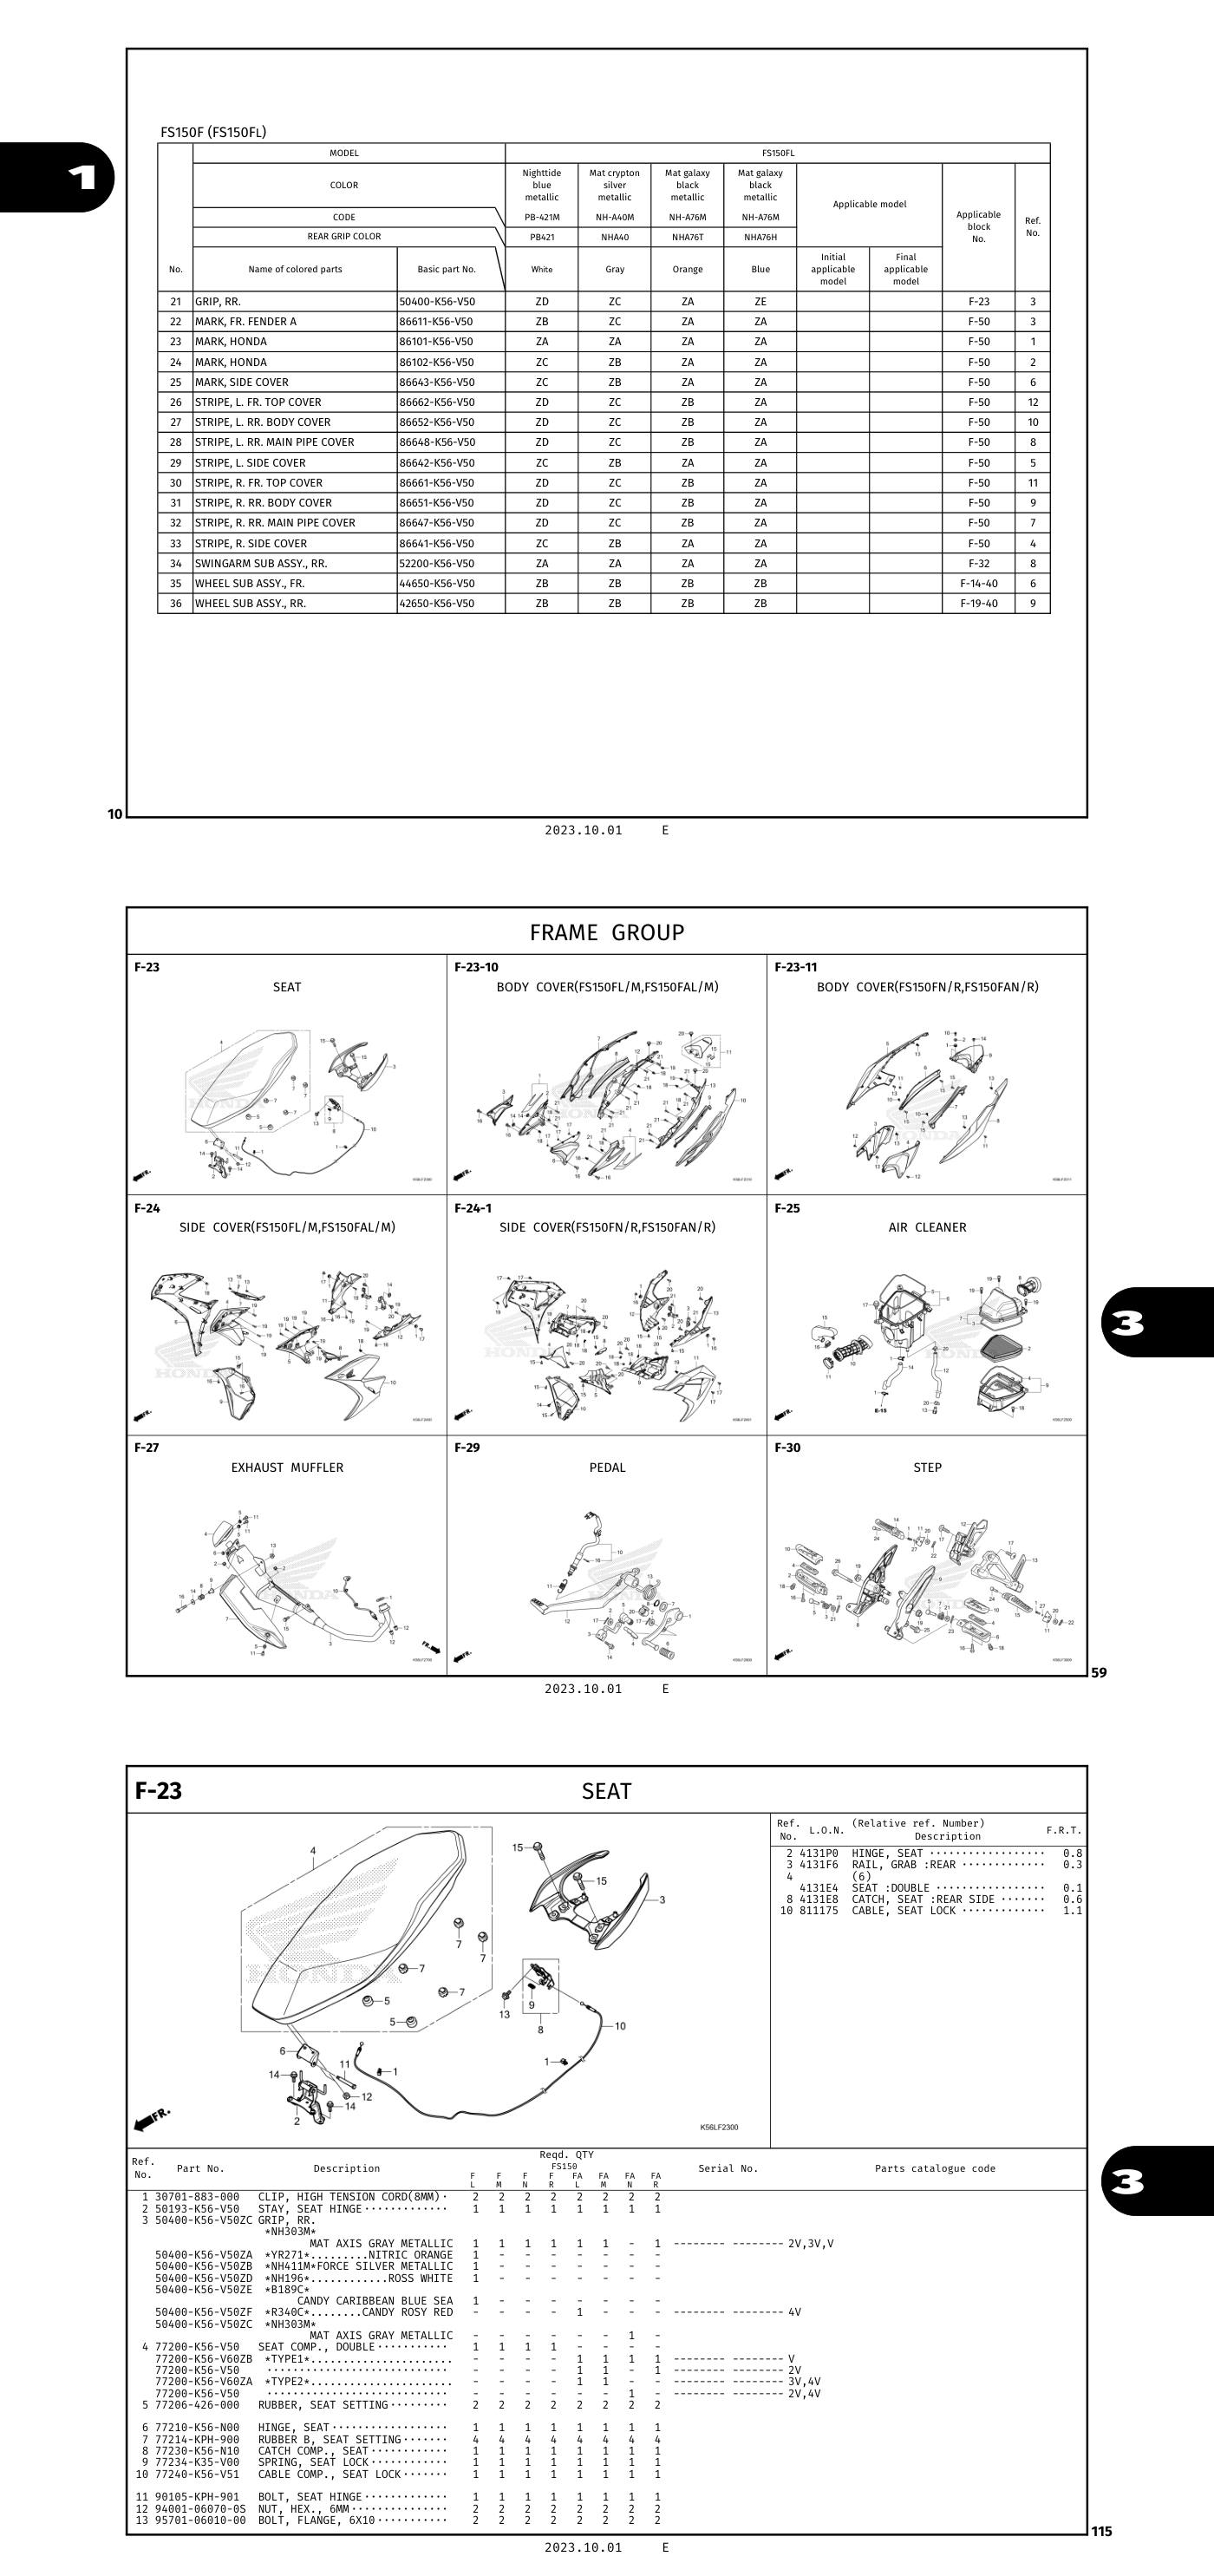 FS150F (FS150FL)
1
MODEL FS150FL
COLOR Nighttide blue metallic Mat crypton silver metallic Mat galaxy black metallic Mat galaxy black metallic Applicable model Applicable block No. Ref. No.
CODE PB-421M NH-A40M NH-A76M NH-A76M
REAR GRIP COLOR PB421 NHA40 NHA76T NHA76H
No. Name of colored parts Basic part No. White Gray Orange Blue Initial applicable model Final applicable model
21 GRIP, RR. 50400-K56-V50 ZD ZC ZA ZE F-23 3
22 MARK, FR. FENDER A 86611-K56-V50 ZB ZC ZA ZA F-50 3
23 MARK, HONDA 86101-K56-V50 ZA ZA ZA ZA F-50 1
24 MARK, HONDA 86102-K56-V50 ZC ZB ZA ZA F-50 2
25 MARK, SIDE COVER 86643-K56-V50 ZC ZB ZA ZA F-50 6
26 STRIPE, L. FR. TOP COVER 86662-K56-V50 ZD ZC ZB ZA F-50 12
27 STRIPE, L. RR. BODY COVER 86652-K56-V50 ZD ZC ZB ZA F-50 10
28 STRIPE, L. RR. MAIN PIPE COVER 86648-K56-V50 ZD ZC ZB ZA F-50 8
29 STRIPE, L. SIDE COVER 86642-K56-V50 ZC ZB ZA ZA F-50 5
30 STRIPE, R. FR. TOP COVER 86661-K56-V50 ZD ZC ZB ZA F-50 11
31 STRIPE, R. RR. BODY COVER 86651-K56-V50 ZD ZC ZB ZA F-50 9
32 STRIPE, R. RR. MAIN PIPE COVER 86647-K56-V50 ZD ZC ZB ZA F-50 7
33 STRIPE, R. SIDE COVER 86641-K56-V50 ZC ZB ZA ZA F-50 4
34 SWINGARM SUB ASSY., RR. 52200-K56-V50 ZA ZA ZA ZA F-32 8
35 WHEEL SUB ASSY., FR. 44650-K56-V50 ZB ZB ZB ZB F-14-40 6
36 WHEEL SUB ASSY., RR. 42650-K56-V50 ZB ZB ZB ZB F-19-40 9
10
2023.10.01 E
FRAME GROUP
F-23 F-23-10 F-23-11
SEAT BODY COVER(FS150FL/M,FS150FAL/M) BODY COVER(FS150FN/R,FS150FAN/R)
F-24 F-24-1 F-25
SIDE COVER(FS150FL/M,FS150FAL/M) SIDE COVER(FS150FN/R,FS150FAN/R) AIR CLEANER
3
F-27 F-29 F-30
EXHAUST MUFFLER PEDAL STEP
59
2023.10.01 E
F-23 SEAT
HONDA
4
15
15
3
7
7
7
7
5
5
13
9
8
10
6
11
1
1
14
12
14
2
FR.
K56LF2300
Ref. No. L.O.N. (Relative ref. Number) Description F.R.T.
2 4131P0 HINGE, SEAT ·················· 0.8
3 4131F6 RAIL, GRAB :REAR ············· 0.3
4 (6)
4131E4 SEAT :DOUBLE ················· 0.1
8 4131E8 CATCH, SEAT :REAR SIDE ······· 0.6
10 811175 CABLE, SEAT LOCK ············· 1.1
Ref. No. Part No. Description Reqd. QTY FS150 Serial No. Parts catalogue code
F F F F FA FA FA FA
L M N R L M N R
3
1 30701-883-000 CLIP, HIGH TENSION CORD(8MM)· 2 2 2 2 2 2 2 2
2 50193-K56-V50 STAY, SEAT HINGE············· 1 1 1 1 1 1 1 1
3 50400-K56-V50ZC GRIP, RR.
*NH303M*
MAT AXIS GRAY METALLIC 1 1 1 1 1 1 - 1 -------- -------- 2V,3V,V
50400-K56-V50ZA *YR271*.........NITRIC ORANGE 1 - - - - - - -
50400-K56-V50ZB *NH411M*FORCE SILVER METALLIC 1 - - - - - - -
50400-K56-V50ZD *NH196*............ROSS WHITE 1 - - - - - - -
50400-K56-V50ZE *B189C*
CANDY CARIBBEAN BLUE SEA 1 - - - - - - -
50400-K56-V50ZF *R340C*........CANDY ROSY RED - - - - 1 - - - -------- -------- 4V
50400-K56-V50ZC *NH303M*
MAT AXIS GRAY METALLIC - - - - - - 1 -
4 77200-K56-V50 SEAT COMP., DOUBLE··········· 1 1 1 1 - - - -
77200-K56-V60ZB *TYPE1*...................... - - - - 1 1 1 1 -------- -------- V
77200-K56-V50 ···························· - - - - 1 1 - 1 -------- -------- 2V
77200-K56-V60ZA *TYPE2*...................... - - - - 1 1 - - -------- -------- 3V,4V
77200-K56-V50 ···························· - - - - - - 1 - -------- -------- 2V,4V
5 77206-426-000 RUBBER, SEAT SETTING········· 2 2 2 2 2 2 2 2
6 77210-K56-N00 HINGE, SEAT·················· 1 1 1 1 1 1 1 1
7 77214-KPH-900 RUBBER B, SEAT SETTING······· 4 4 4 4 4 4 4 4
8 77230-K56-N10 CATCH COMP., SEAT············ 1 1 1 1 1 1 1 1
9 77234-K35-V00 SPRING, SEAT LOCK············ 1 1 1 1 1 1 1 1
10 77240-K56-V51 CABLE COMP., SEAT LOCK······· 1 1 1 1 1 1 1 1
11 90105-KPH-901 BOLT, SEAT HINGE············· 1 1 1 1 1 1 1 1
12 94001-06070-0S NUT, HEX., 6MM··············· 2 2 2 2 2 2 2 2
13 95701-06010-00 BOLT, FLANGE, 6X10··········· 2 2 2 2 2 2 2 2
115
2023.10.01 E